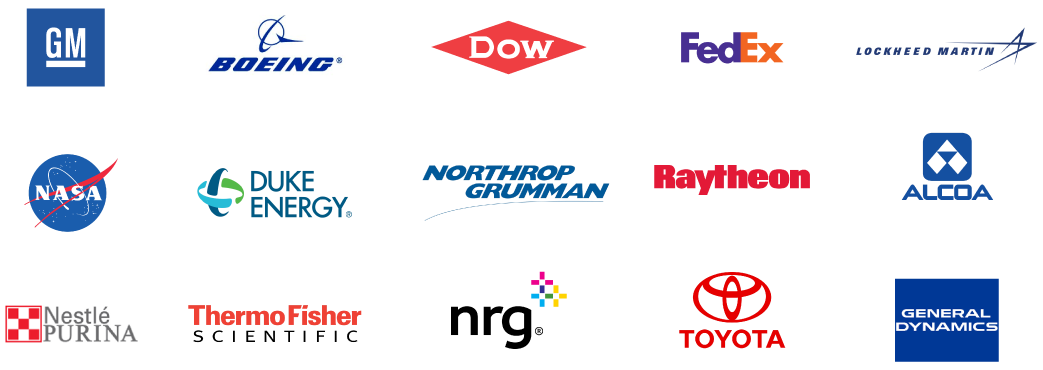 GM
BOEING®
Dow
FedEx
LOCKHEED MARTIN
NASA
DUKE
ENERGY®
NORTHROP
GRUMMAN
Raytheon
ALCOA
Nestlé
PURINA
ThermoFisher
SCIENTIFIC
nrg®
TOYOTA
GENERAL
DYNAMICS